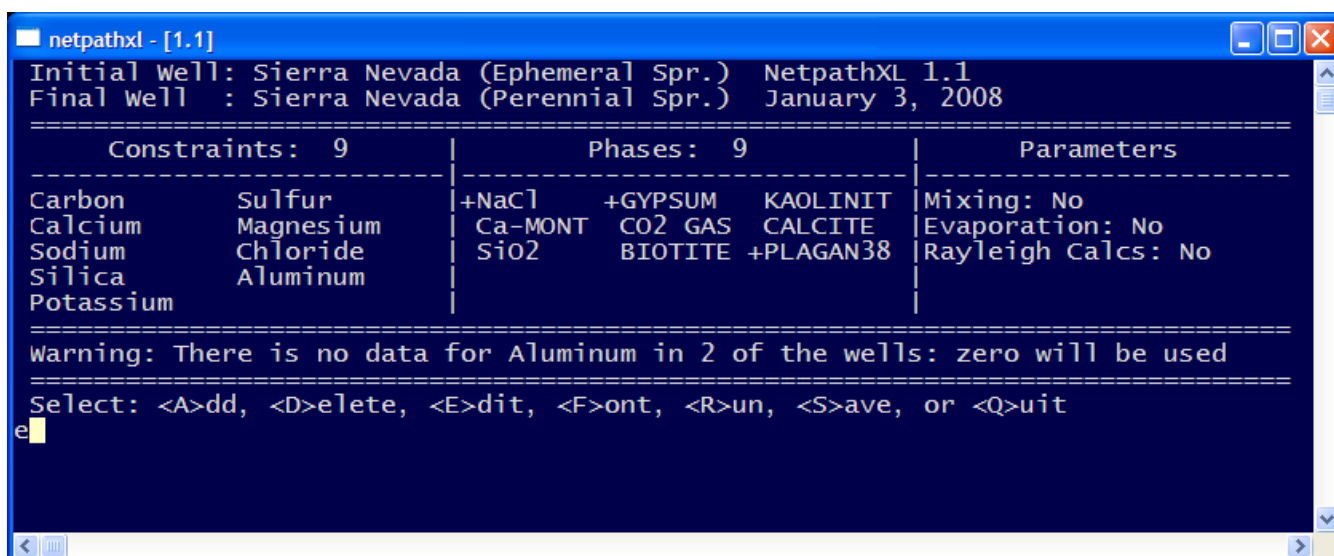 netpathxl - [1.1]
Initial Well: Sierra Nevada (Ephemeral Spr.)  NetpathXL 1.1
Final Well  : Sierra Nevada (Perennial Spr.)  January 3, 2008
================================================================================
Constraints:  9           |        Phases:  9          |      Parameters
--------------------------|----------------------------|-----------------------
Carbon       Sulfur       |+NaCl    +GYPSUM   KAOLINIT |Mixing: No
Calcium      Magnesium    | Ca-MONT  CO2 GAS  CALCITE  |Evaporation: No
Sodium       Chloride     | SiO2     BIOTITE +PLAGAN38 |Rayleigh Calcs: No
Silica       Aluminum     |                            |
Potassium                 |                            |
================================================================================
Warning: There is no data for Aluminum in 2 of the wells: zero will be used
================================================================================
Select: <A>dd, <D>elete, <E>dit, <F>ont, <R>un, <S>ave, or <Q>uit
e